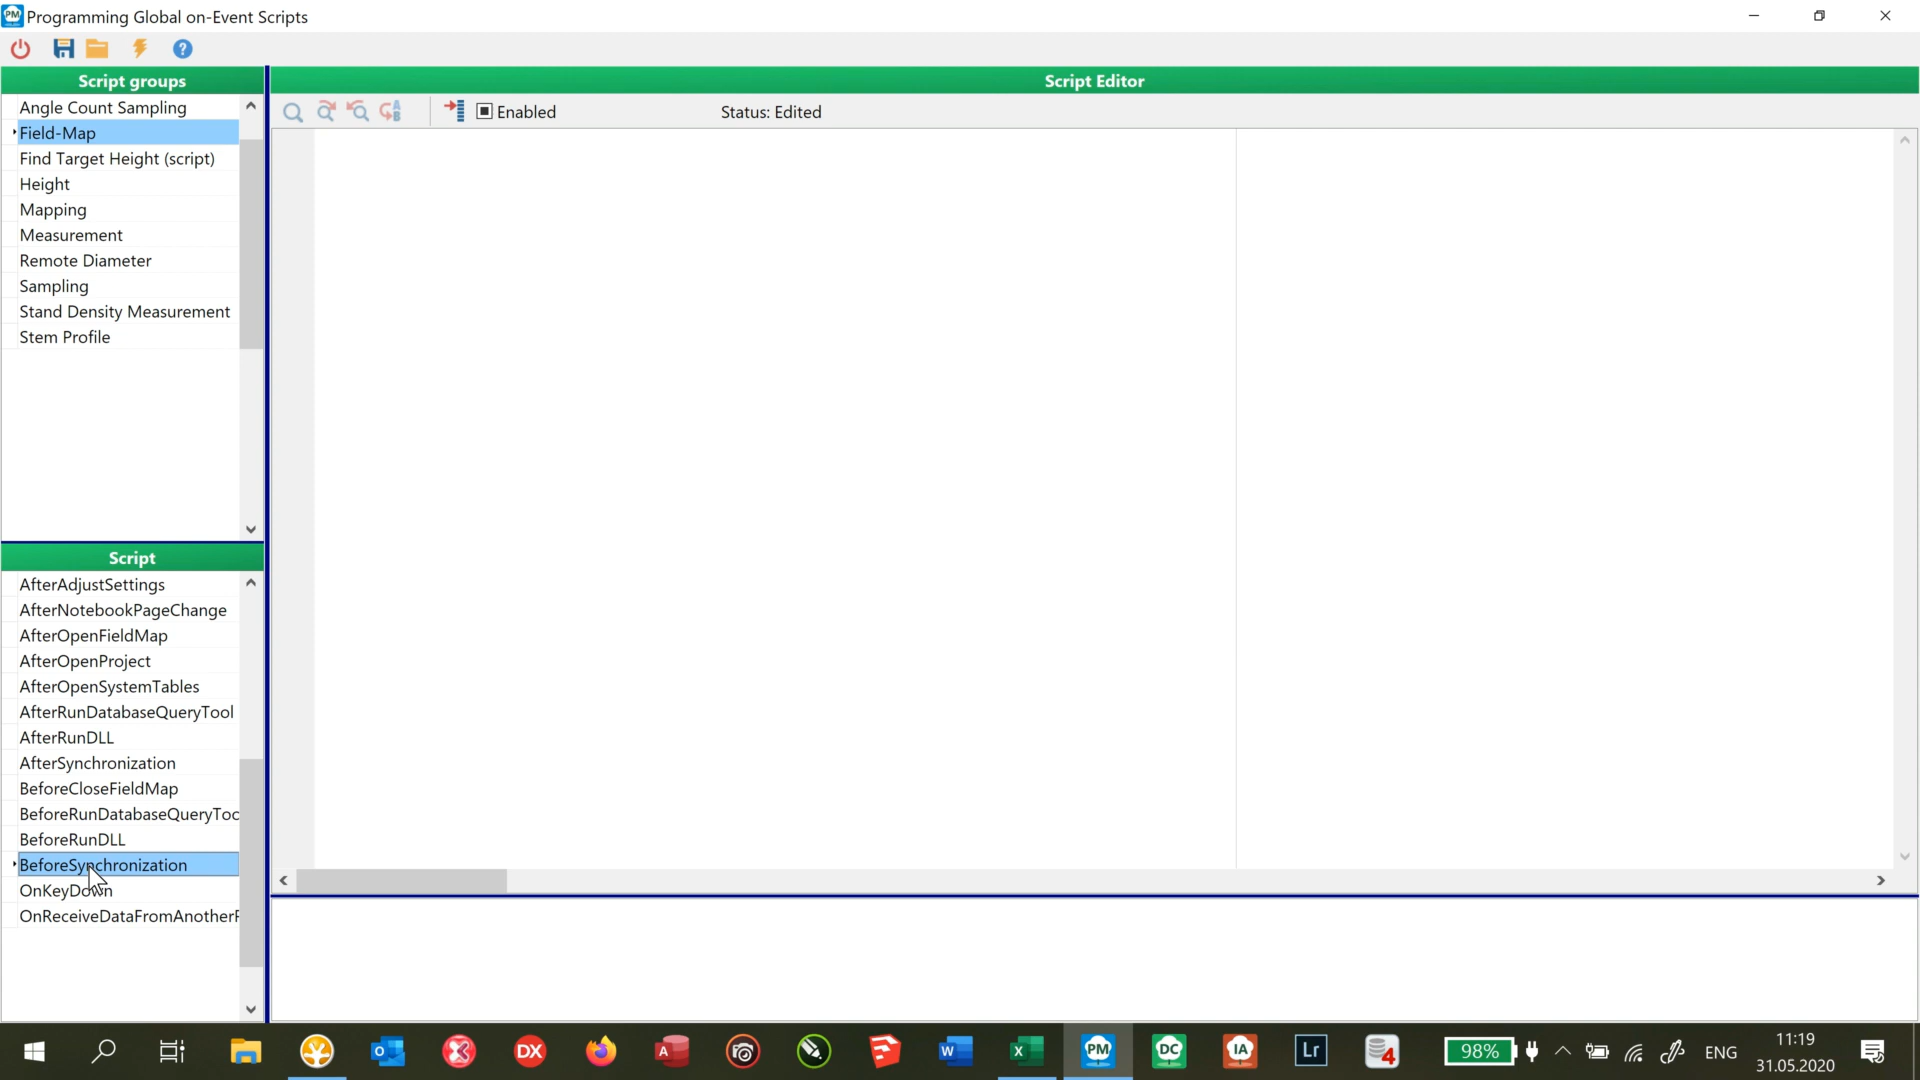 PM Programming Global on-Event Scripts
Script groups
Angle Count Sampling
Field-Map
Find Target Height (script)
Height
Mapping
Measurement
Remote Diameter
Sampling
Stand Density Measurement
Stem Profile
Script
AfterAdjustSettings
AfterNotebookPageChange
AfterOpenFieldMap
AfterOpenProject
AfterOpenSystemTables
AfterRunDatabaseQueryTool
AfterRunDLL
AfterSynchronization
BeforeCloseFieldMap
BeforeRunDatabaseQueryToo
BeforeRunDLL
BeforeSynchronization
OnKeyDown
OnReceiveDataFromAnotherF
Script Editor
Enabled
Status: Edited
DX
A
W
X
PM
DC
IA
Lr
4
98%
ENG
11:19
31.05.2020